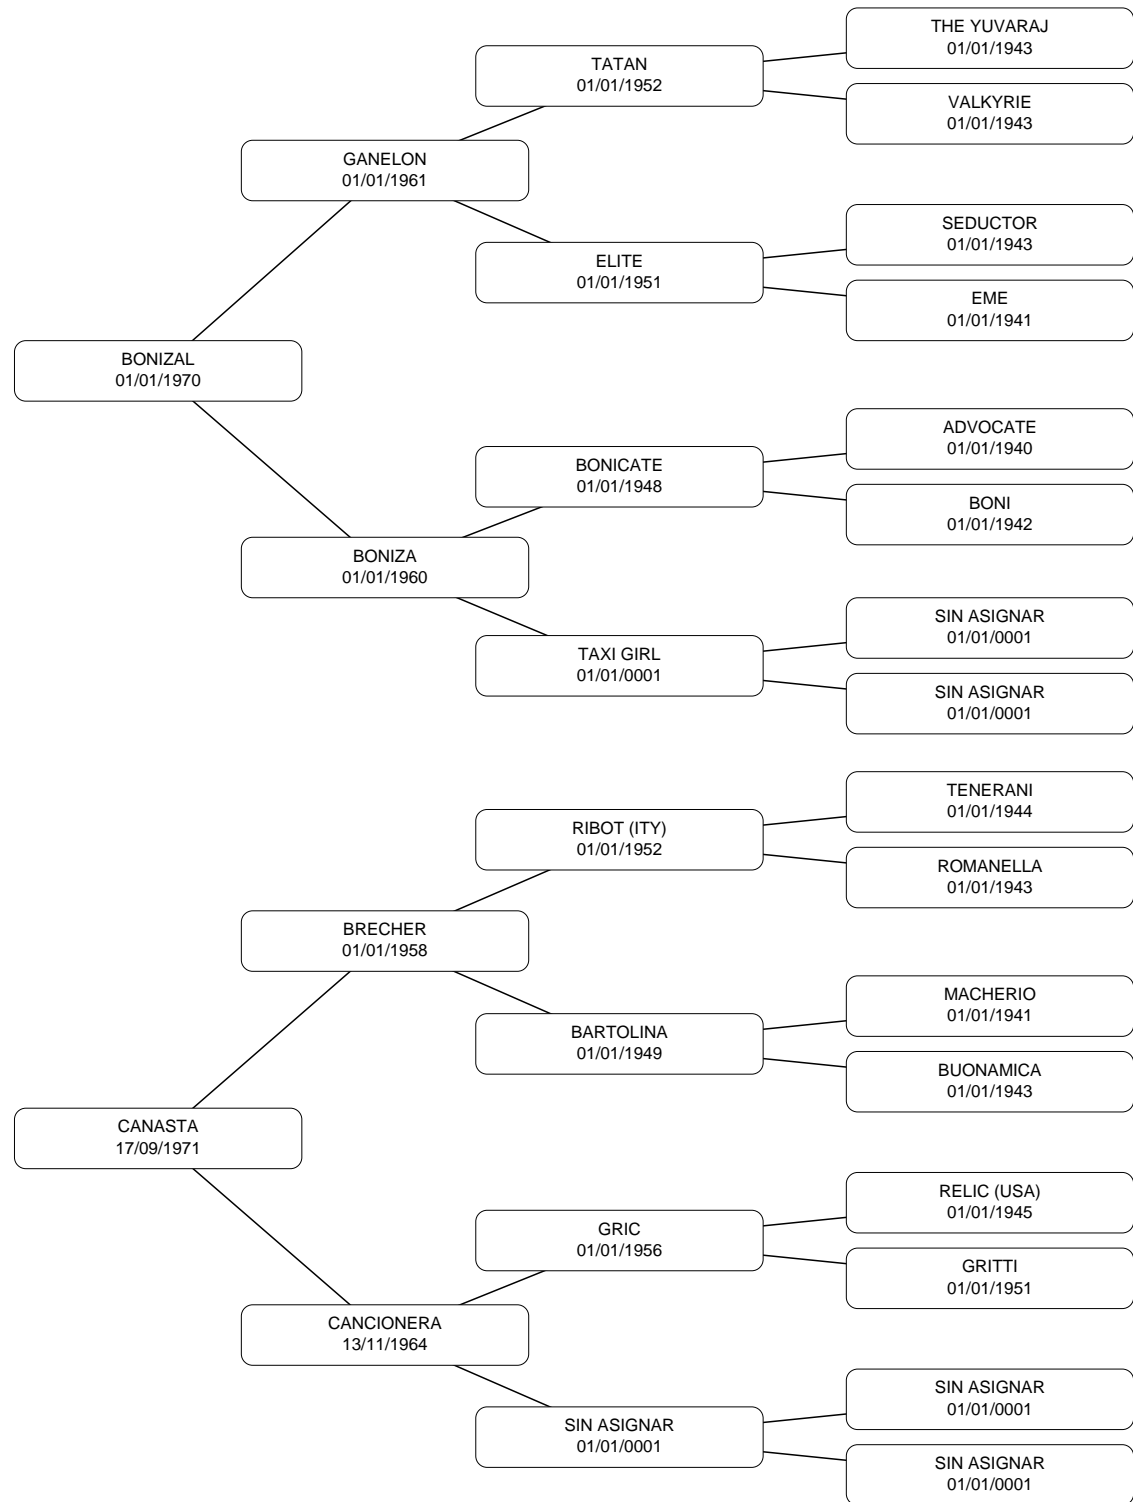 THE YUVARAJ
01/01/1943
TATAN
01/01/1952
VALKYRIE
01/01/1943
GANELON
01/01/1961
SEDUCTOR
01/01/1943
ELITE
01/01/1951
EME
01/01/1941
BONIZAL
01/01/1970
ADVOCATE
01/01/1940
BONICATE
01/01/1948
BONI
01/01/1942
BONIZA
01/01/1960
SIN ASIGNAR
01/01/0001
TAXI GIRL
01/01/0001
SIN ASIGNAR
01/01/0001
TENERANI
01/01/1944
RIBOT (ITY)
01/01/1952
ROMANELLA
01/01/1943
BRECHER
01/01/1958
MACHERIO
01/01/1941
BARTOLINA
01/01/1949
BUONAMICA
01/01/1943
CANASTA
17/09/1971
RELIC (USA)
01/01/1945
GRIC
01/01/1956
GRITTI
01/01/1951
CANCIONERA
13/11/1964
SIN ASIGNAR
01/01/0001
SIN ASIGNAR
01/01/0001
SIN ASIGNAR
01/01/0001